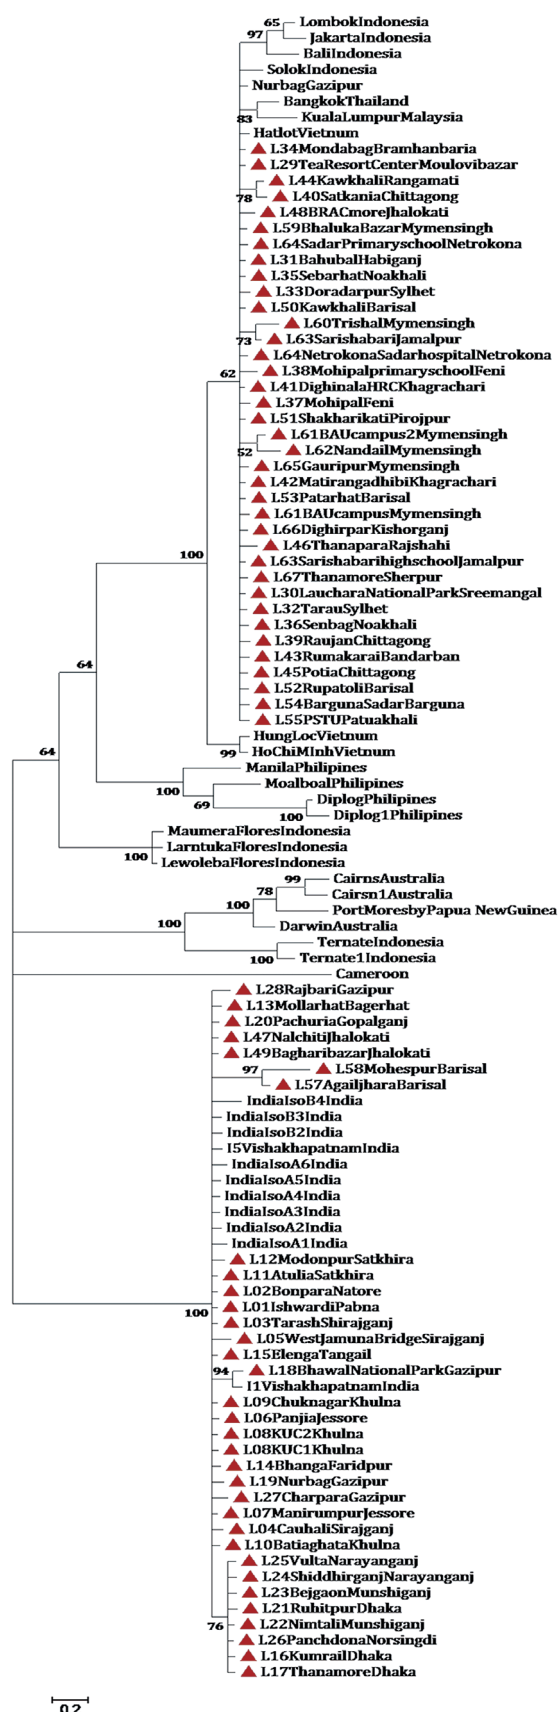 65
LombokIndonesia
97
JakartaIndonesia
BaliIndonesia
SolokIndonesia
NurbagGazipur
BangkokThailand
83
KualaLumpurMalaysia
HatlotVietnum
L34MondabagBramhanbaria
L29TeaResortCenterMoulovibazar
L44KawkhaliRangamati
78
L40SatkaniaChittagong
L48BRACmoreJhalokati
L59BhalukaBazarMymensingh
L64SadarPrimaryschoolNetrokona
L31BahubalHabiganj
L35SebarhatNoakhali
L33DoradarpurSylhet
L50KawkhaliBarisal
L60TrishalMymensingh
73
L63SarishabariJamalpur
L64NetrokonaSadarhospitalNetrokona
62
L38MohipalprimaryschoolFeni
L41DighinalaHRCKhagrachari
L37MohipalFeni
L51ShakharikatiPirojpur
L61BAUcampus2Mymensingh
52
L62NandailMymensingh
L65GauripurMymensingh
L42MatirangadhibiKhagrachari
L53PatarhatBarisal
L61BAUcampusMymensingh
L66DighirparKishorganj
L46ThanaparaRajshahi
100
L63SarishabarihighschoolJamalpur
L67ThanamoreSherpur
L30LaucharaNationalParkSreemangal
L32TarauSylhet
L36SenbagNoakhali
L39RaujanChittagong
L43RumakaraiBandarban
64
L45PotiaChittagong
L52RupatoliBarisal
L54BargunaSadarBarguna
L55PSTUPatuakhali
HungLocVietnum
64
99
HoChiMInhVietnum
ManilaPhilipines
100
MoalboalPhilipines
69
DiplogPhilipines
100
Diplog1Philipines
MaumeraFloresIndonesia
LarntukaFloresIndonesia
100
LewolebaFloresIndonesia
99
CairnsAustralia
78
Cairsn1Australia
100
PortMoresbyPapua NewGuinea
100
DarwinAustralia
TernateIndonesia
100
Ternate1Indonesia
Cameroon
L28RajbariGazipur
L13MollarhatBagerhat
L20PachuriaGopalganj
L47NalchitiJhalokati
L49BagharibazarJhalokati
97
L58MohespurBarisal
L57AgailjharaBarisal
IndiaIsoB4India
IndiaIsoB3India
IndiaIsoB2India
I5VishakhapatnamIndia
IndiaIsoA6India
IndiaIsoA5India
IndiaIsoA4India
IndiaIsoA3India
IndiaIsoA2India
IndiaIsoA1India
L12ModonpurSatkhira
L11AtuliaSatkhira
L02BonparaNatore
100
L01IshwardiPabna
L03TarashShirajganj
L05WestJamunaBridgeSirajganj
L15ElengaTangail
94
L18BhawalNationalParkGazipur
I1VishakhapatnamIndia
L09ChuknagarKhulna
L06PanjiaJessore
L08KUC2Khulna
L08KUC1Khulna
L14BhangaFaridpur
L19NurbagGazipur
L27CharparaGazipur
L07ManirumpurJessore
L04CauhaliSirajganj
L10BatiaghataKhulna
L25VultaNarayanganj
L24ShiddhirganjNarayanganj
L23BejgaonMunshiganj
L21RuhitpurDhaka
76
L22NimtaliMunshiganj
L26PanchdonaNorsingdi
L16KumrailDhaka
L17ThanamoreDhaka
0.2